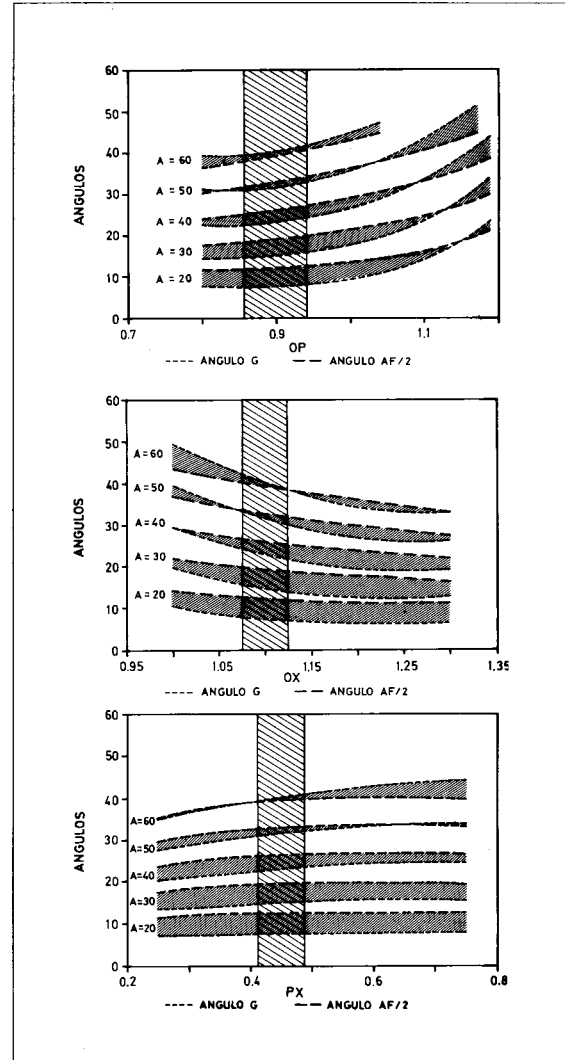 60
50
A = 60
40
A = 50
30
A = 40
20
A = 30
10
A = 20
0
ANGULOS
0.7 0.9 1.1
OP
---- ANGULO G — — ANGULO AF/2
60
50
A=60
40
A=50
30
A=40
20
A=30
10
A=20
0
ANGULOS
0.95 1.05 1.15 1.25 1.35
OX
---- ANGULO G — — ANGULO AF/2
60
50
40
A=60
30
A=50
A=40
20
A=30
10
A=20
0
ANGULOS
0.2 0.4 0.6 0.8
PX
---- ANGULO G — — ANGULO AF/2